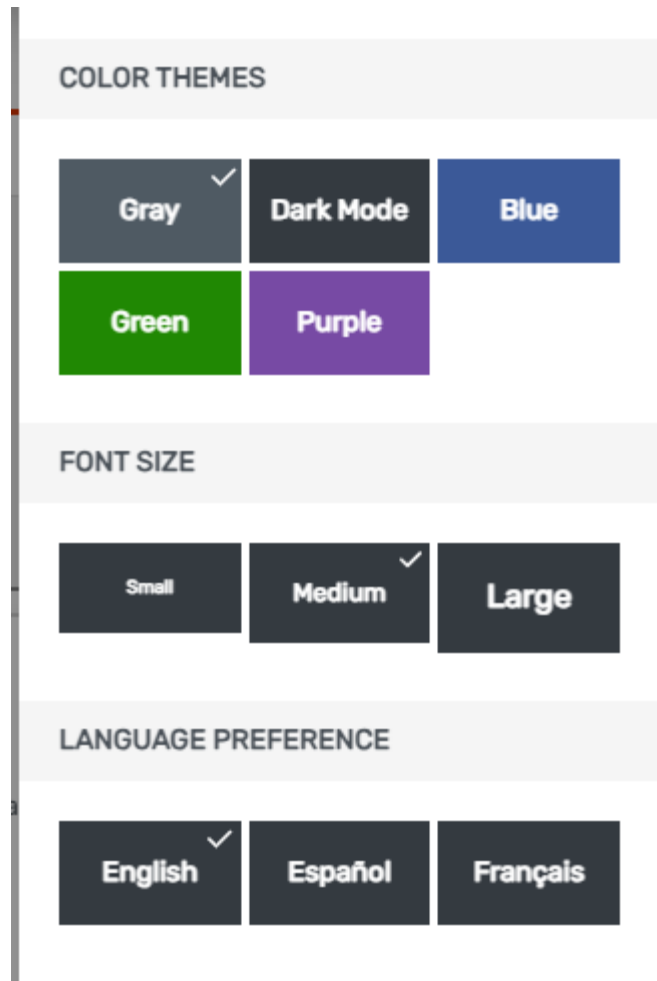 COLOR THEMES
Gray Dark Mode Blue
Green Purple
FONT SIZE
Small Medium Large
LANGUAGE PREFERENCE
English Español Français